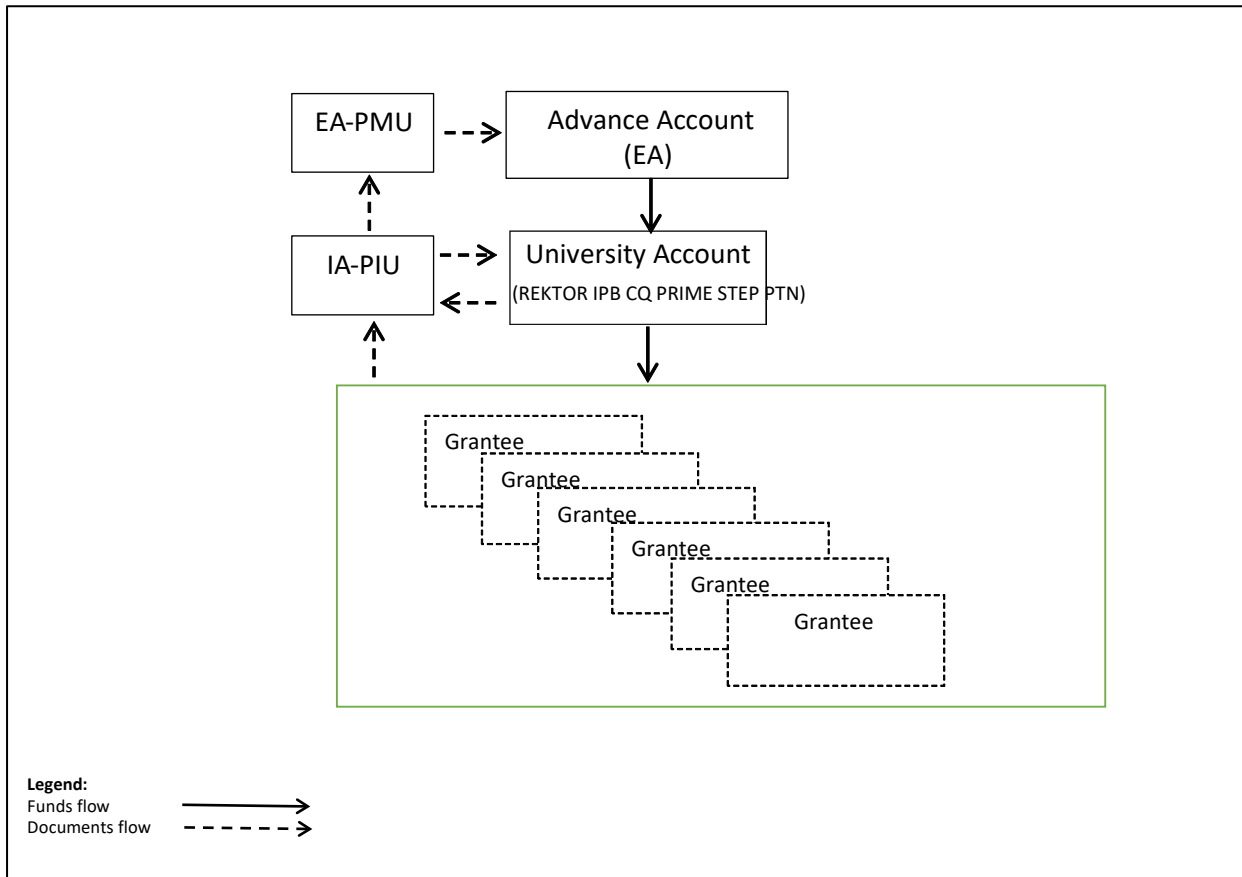 EA-PMU
Advance Account
(EA)
IA-PIU
University Account
(REKTOR IPB CQ PRIME STEP PTN)
Grantee
Grantee
Grantee
Grantee
Grantee
Grantee
Legend:
Funds flow
Documents flow